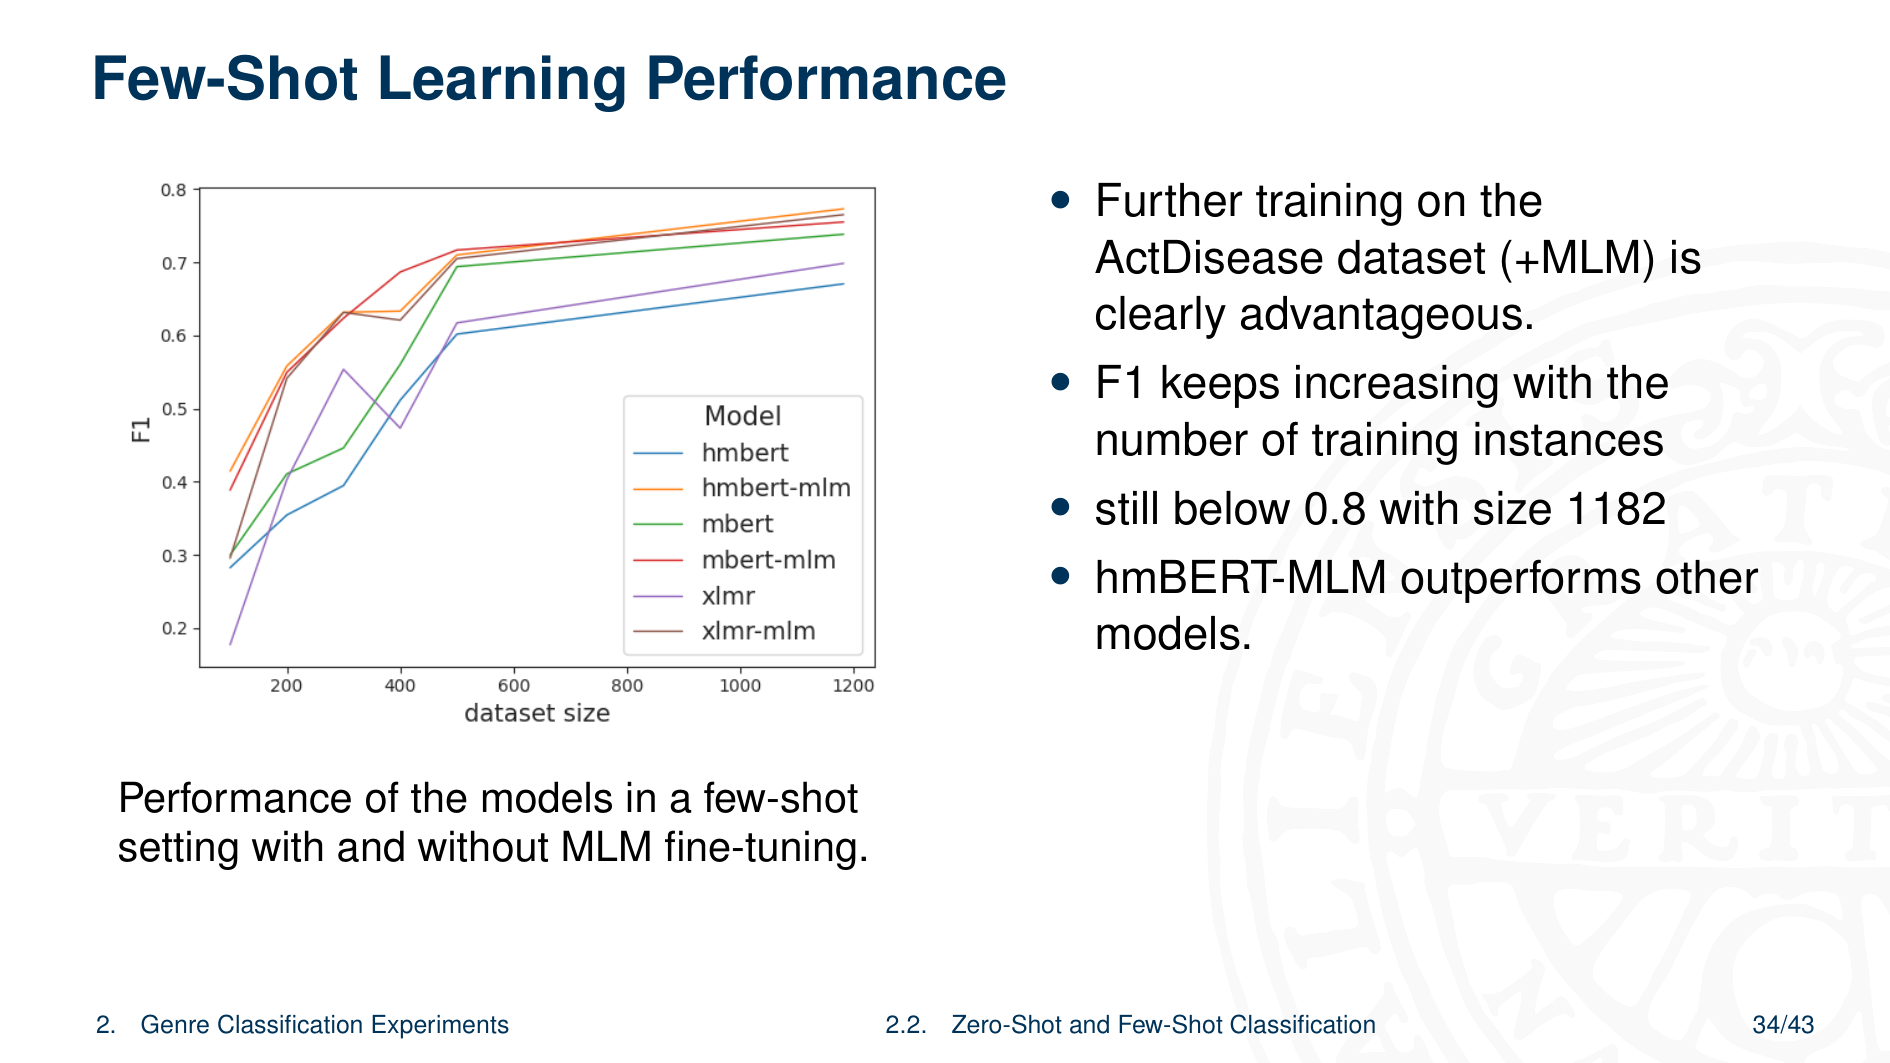 Few-Shot Learning Performance
0.8
0.7
0.6
0.5
0.4
0.3
0.2
F1
200 400 600 800 1000 1200
dataset size
Model
hmbert
hmbert-mlm
mbert
mbert-mlm
xlmr
xlmr-mlm
Performance of the models in a few-shot
setting with and without MLM fine-tuning.
• Further training on the
ActDisease dataset (+MLM) is
clearly advantageous.
• F1 keeps increasing with the
number of training instances
• still below 0.8 with size 1182
• hmBERT-MLM outperforms other
models.
VERIT
2. Genre Classification Experiments 2.2. Zero-Shot and Few-Shot Classification 34/43